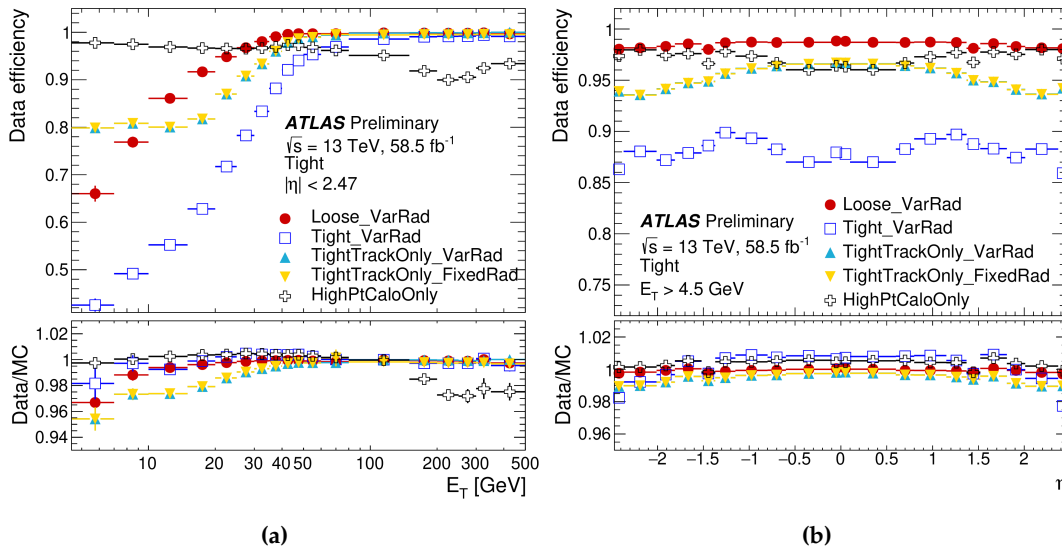 Data efficiency
1
0.9
0.8
0.7
0.6
0.5
ATLAS Preliminary
√s = 13 TeV, 58.5 fb⁻¹
Tight
|η| < 2.47
Loose_VarRad
Tight_VarRad
TightTrackOnly_VarRad
TightTrackOnly_FixedRad
HighPtCaloOnly
Data/MC
1.02
1
0.98
0.96
0.94
10 20 30 40 50 100 200 300 500
E_T [GeV]
(a)
Data efficiency
1
0.95
0.9
0.85
0.8
0.75
ATLAS Preliminary
√s = 13 TeV, 58.5 fb⁻¹
Tight
E_T > 4.5 GeV
Loose_VarRad
Tight_VarRad
TightTrackOnly_VarRad
TightTrackOnly_FixedRad
HighPtCaloOnly
Data/MC
1.02
1
0.98
0.96
−2 −1.5 −1 −0.5 0 0.5 1 1.5 2
(b)